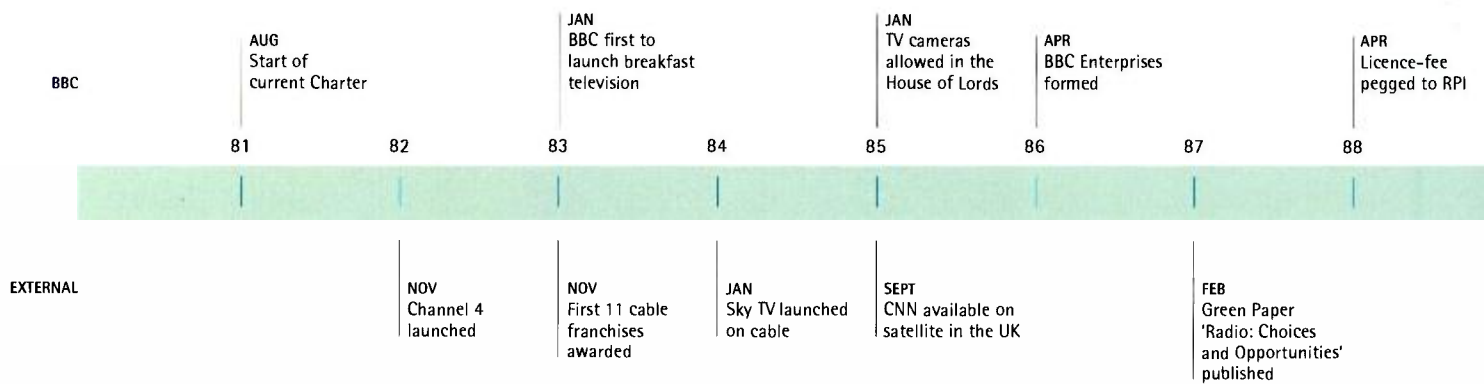 BBC
AUG
Start of
current Charter
JAN
BBC first to
launch breakfast
television
JAN
TV cameras
allowed in the
House of Lords
APR
BBC Enterprises
formed
APR
Licence-fee
pegged to RPI
81
82
83
84
85
86
87
88
EXTERNAL
NOV
Channel 4
launched
NOV
First 11 cable
franchises
awarded
JAN
Sky TV launched
on cable
SEPT
CNN available on
satellite in the UK
FEB
Green Paper
'Radio: Choices
and Opportunities'
published